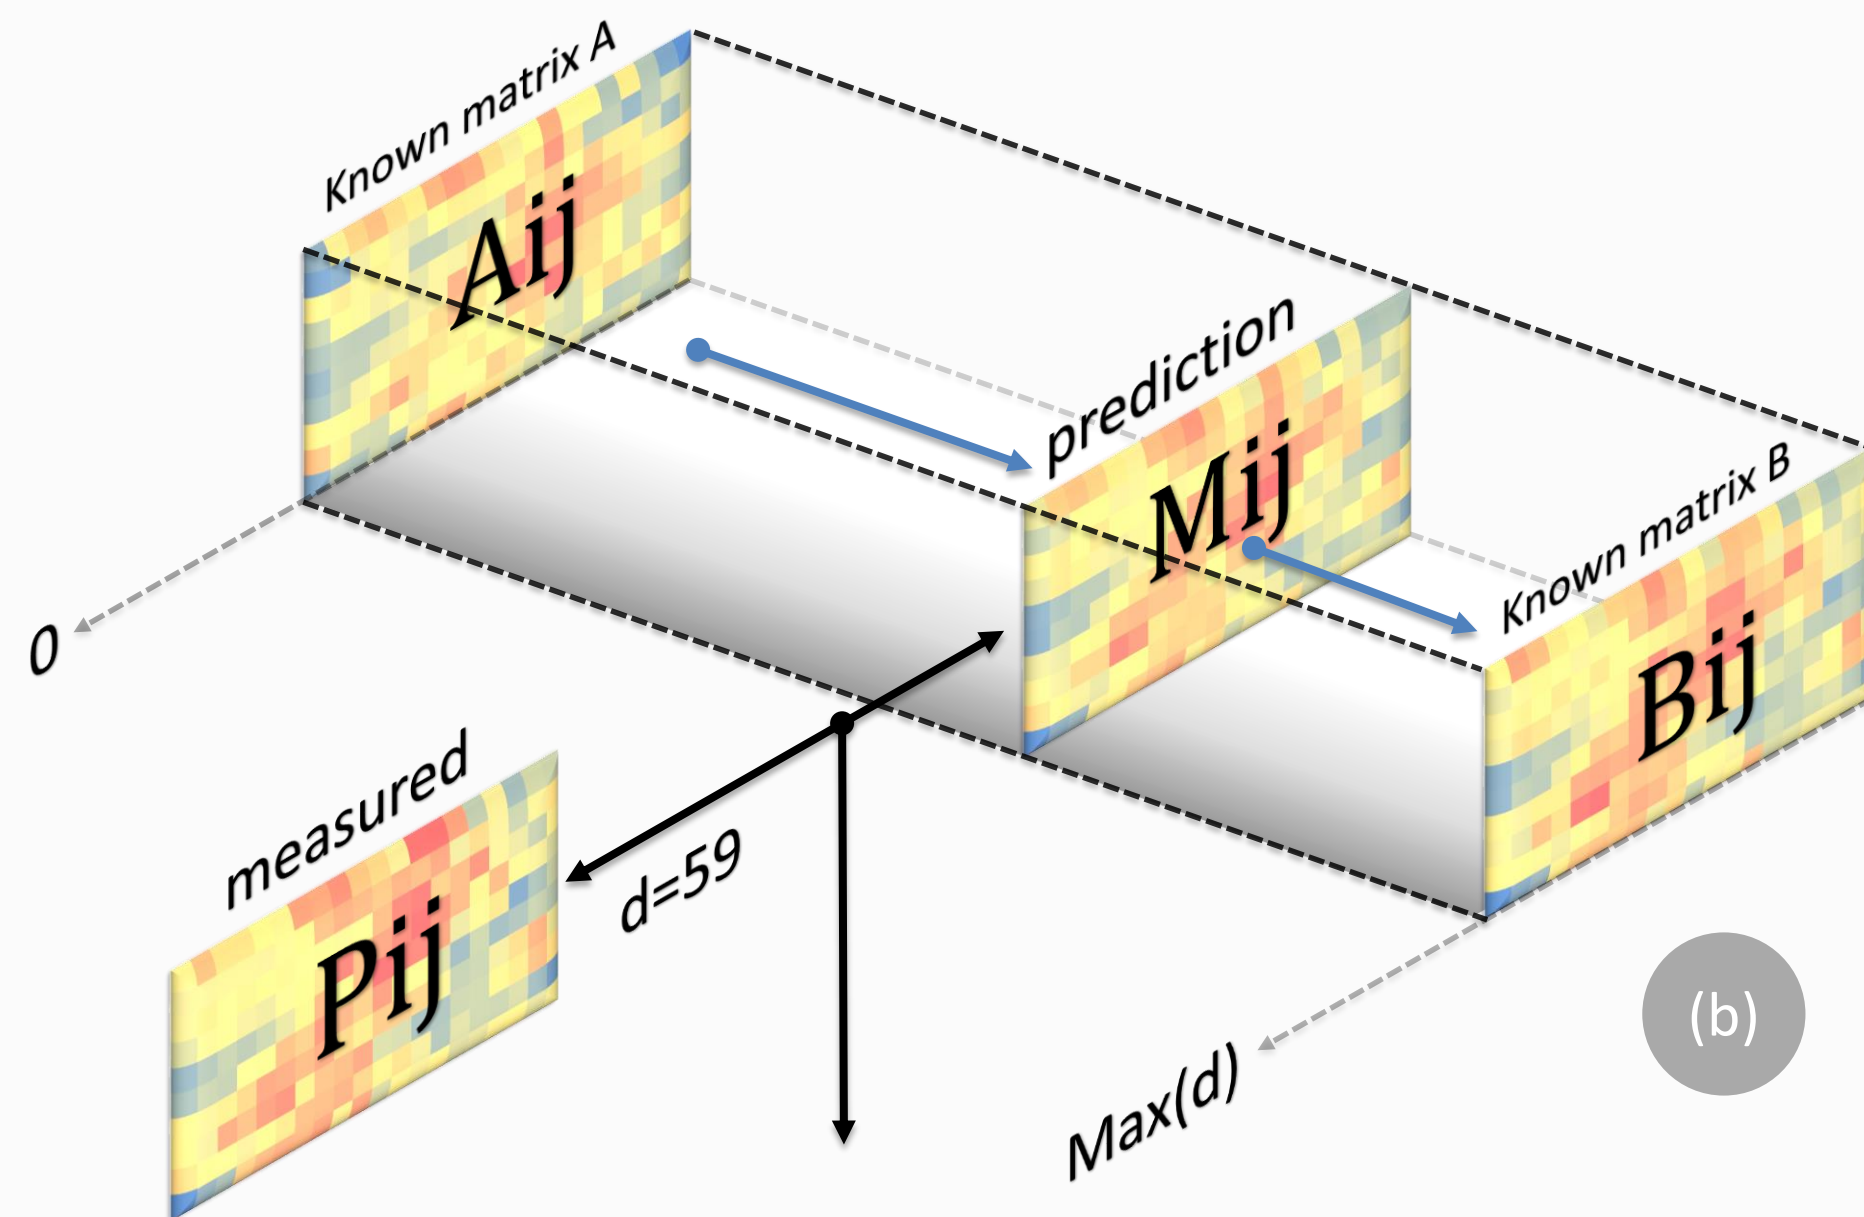 Known matrix A
Aij
prediction
Mij
Known matrix B
Bij
0
measured
Pij
d=59
Max(d)
(b)